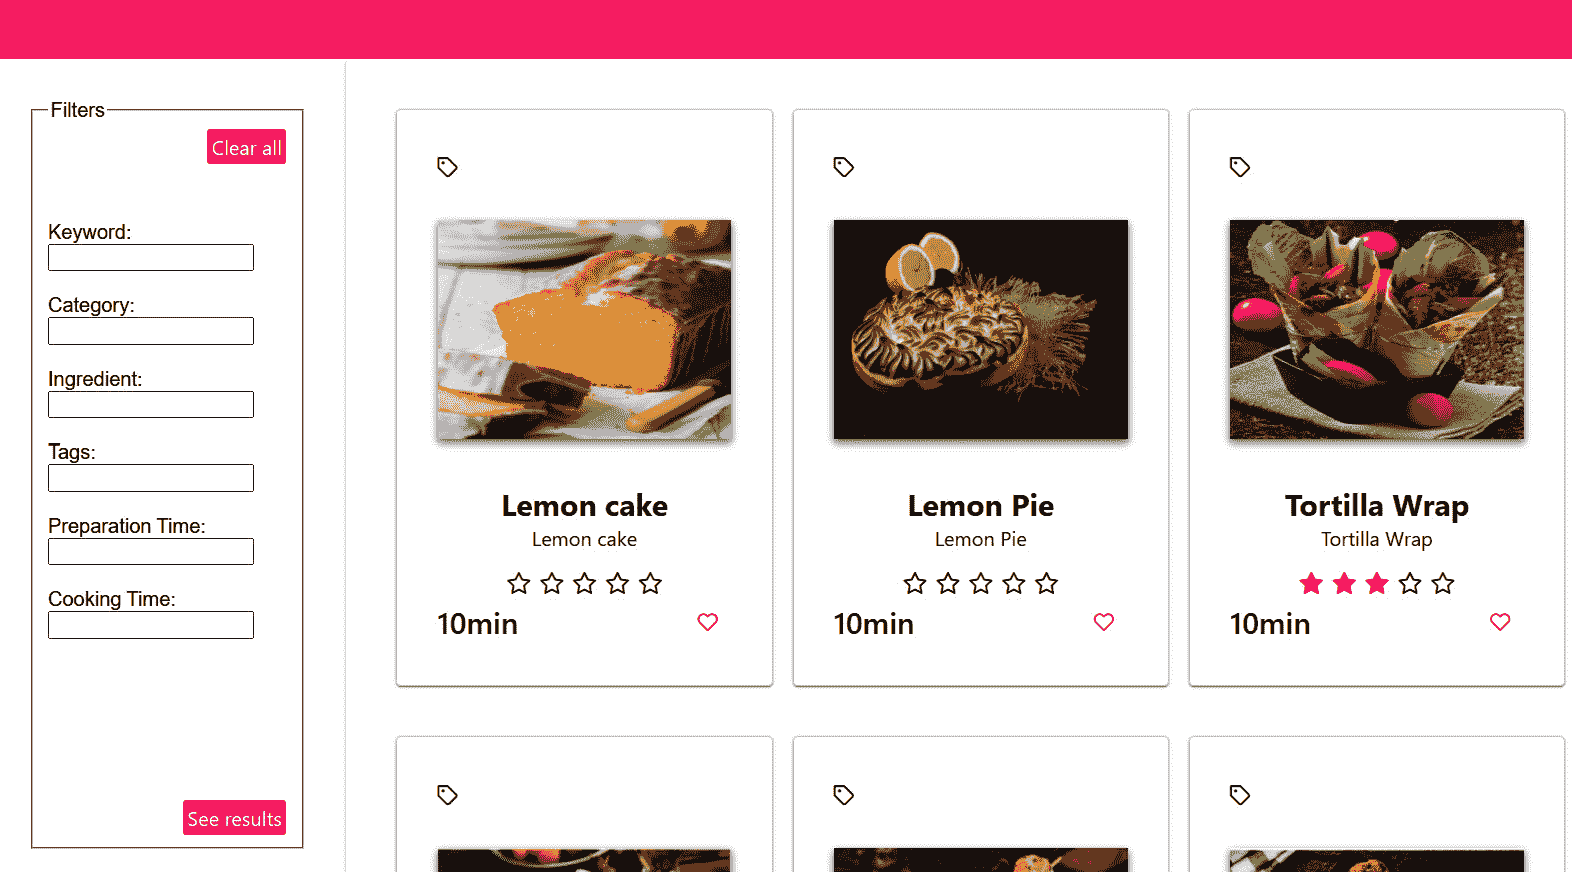 Filters
Clear all
Keyword:
Category:
Ingredient:
Tags:
Preparation Time:
Cooking Time:
See results
Lemon cake
Lemon cake
10min
Lemon Pie
Lemon Pie
10min
Tortilla Wrap
Tortilla Wrap
10min